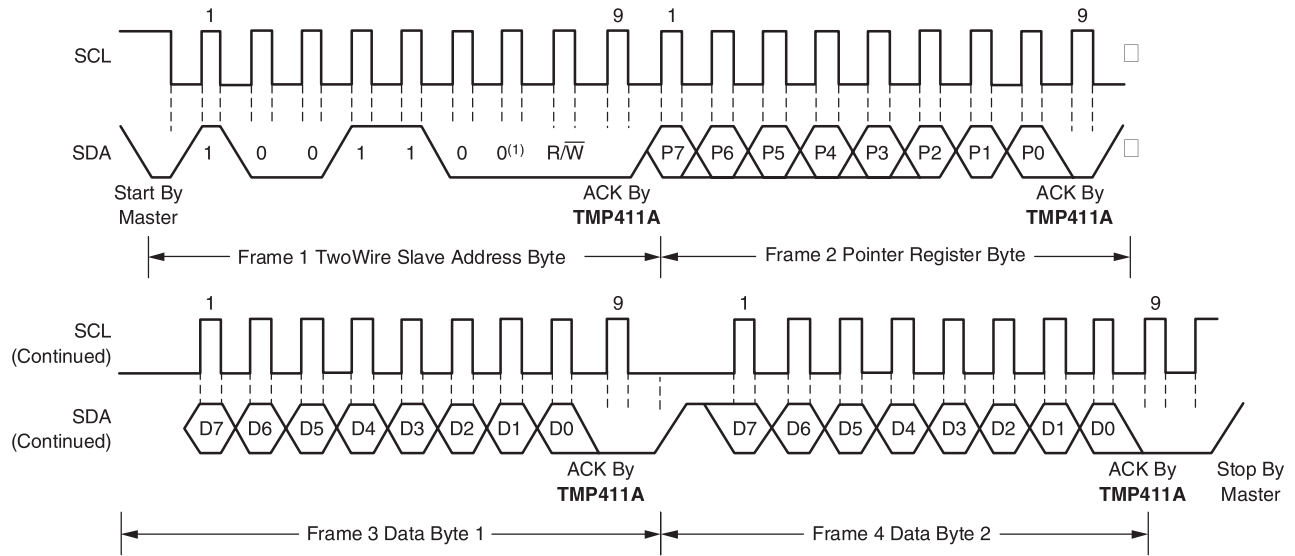 1 9 1 9
SCL
SDA 1 0 0 1 1 0 0(1) R/W̅ P7 P6 P5 P4 P3 P2 P1 P0
Start By ACK By ACK By
Master TMP411A TMP411A
Frame 1 TwoWire Slave Address Byte Frame 2 Pointer Register Byte
1 9 1 9
SCL
(Continued)
SDA D7 D6 D5 D4 D3 D2 D1 D0 D7 D6 D5 D4 D3 D2 D1 D0
(Continued)
ACK By ACK By Stop By
TMP411A TMP411A Master
Frame 3 Data Byte 1 Frame 4 Data Byte 2